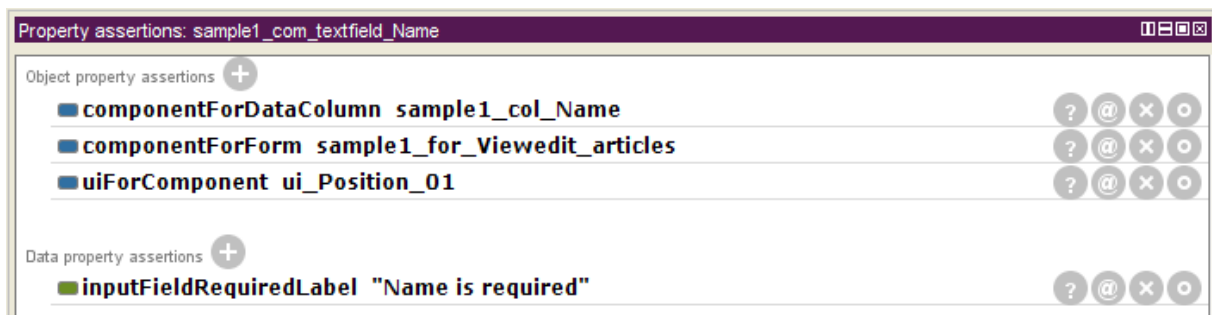 Property assertions: sample1_com_textfield_Name
Object property assertions
componentForDataColumn sample1_col_Name
componentForForm sample1_for_Viewedit_articles
uiForComponent ui_Position_01
Data property assertions
inputFieldRequiredLabel "Name is required"